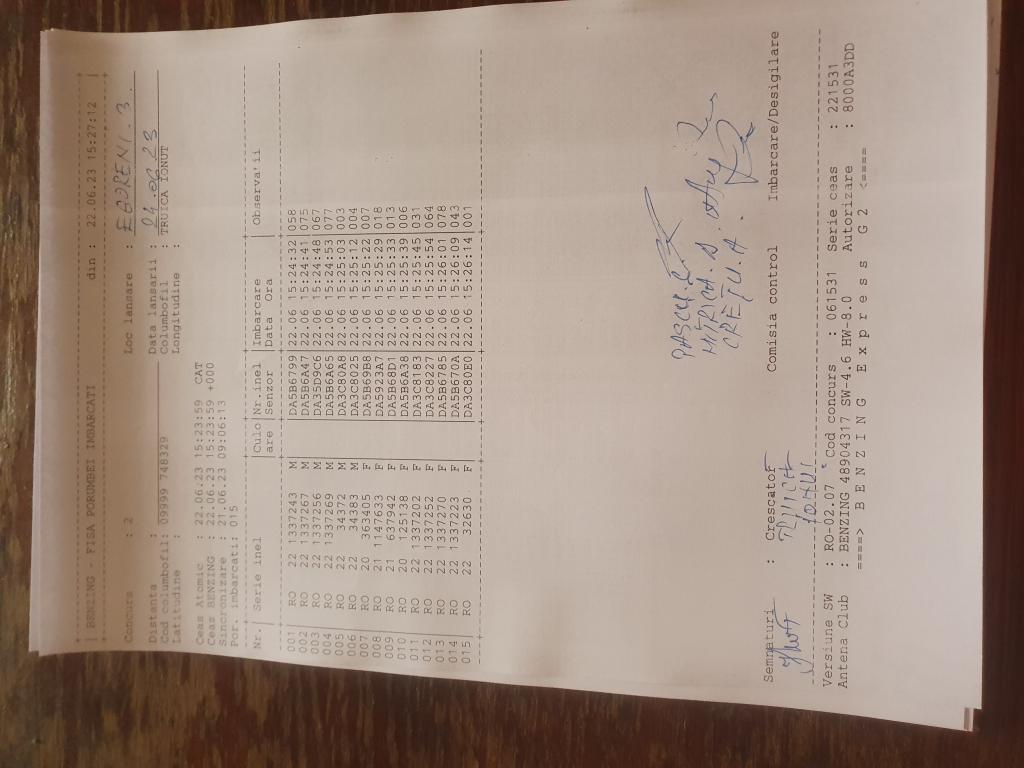 BENZING - FISA PORUMBEI IMBARCATI din : 22.06.23 15:27:12
Concurs : 2 Loc lansare : EGORENI. 3.
Distanta : Data lansarii : 24.06.23
Cod columbofil: 09999 748329 Columbofil : TRUICA IONUT
Latitudine : Longitudine :
Ceas Atomic : 22.06.23 15:23:59 CAT
Ceas BENZING : 22.06.23 15:23:59 +000
Sincronizare : 21.06.23 09:06:13
Por. imbarcati: 015
Nr. Serie inel Culo Nr.inel Imbarcare Observatii
are Senzor Data Ora
001 RO 22 1337243 M DA5B6799 22.06 15:24:32 058
002 RO 22 1337267 M DA5B6A47 22.06 15:24:41 075
003 RO 22 1337256 M DA35D9C6 22.06 15:24:48 067
004 RO 22 1337269 M DA5B6A65 22.06 15:24:53 077
005 RO 22 34372 M DA3C80A8 22.06 15:25:03 003
006 RO 22 34383 M DA3C8025 22.06 15:25:12 004
007 RO 20 363405 F DA5B69B8 22.06 15:25:22 007
008 RO 21 1167633 F DA5923A7 22.06 15:25:29 018
009 RO 21 637942 F DA5B68D1 22.06 15:25:33 013
010 RO 20 125138 F DA5B6A38 22.06 15:25:39 006
011 RO 22 1337202 F DA3C8183 22.06 15:25:45 031
012 RO 22 1337252 F DA3C8227 22.06 15:25:54 064
013 RO 22 1337270 F DA5B6785 22.06 15:26:01 078
014 RO 22 1337223 F DA5B670A 22.06 15:26:09 043
015 RO 22 32630 F DA3C80E0 22.06 15:26:14 001
PASCU.C.
MITRICA.D.
CRETU.A.
Semnaturi : Crescator Comisia control Imbarcare/Desigilare
TRUICA
IONUT
Versiune SW : RO-02.07 Cod concurs : 061531 Serie ceas : 221531
Antena Club : BENZING 48904317 SW-4.6 HW-8.0 Autorizare : 8000A3DD
====> B E N Z I N G E x p r e s s G 2 <====